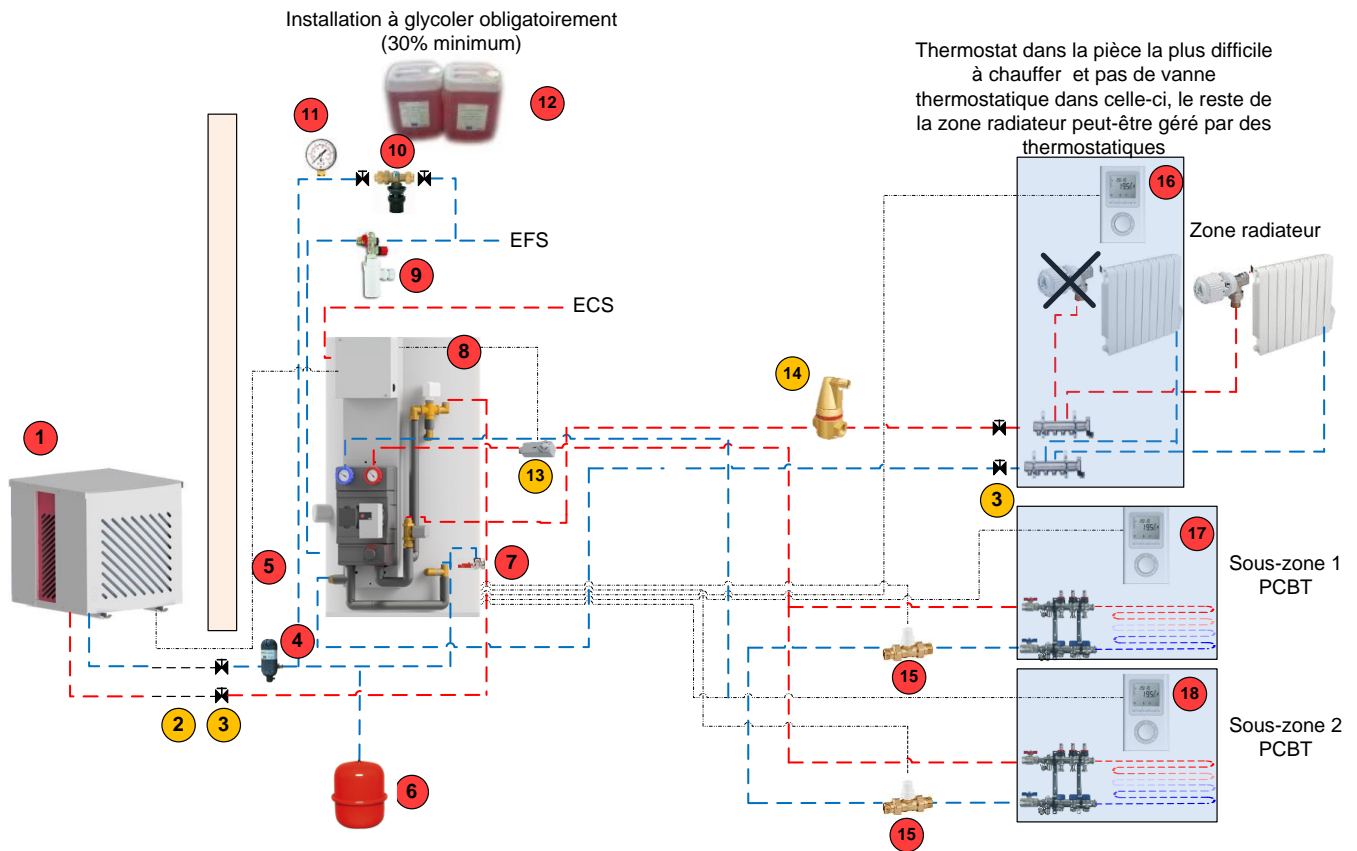 Installation à glycoler obligatoirement
(30% minimum)
Thermostat dans la pièce la plus difficile
à chauffer et pas de vanne
thermostatique dans celle-ci, le reste de
la zone radiateur peut-être géré par des
thermostatiques
11
12
10
16
Zone radiateur
EFS
9
ECS
8
14
1
13
3
17
Sous-zone 1
PCBT
5
7
4
15
18
2
3
Sous-zone 2
PCBT
6
15